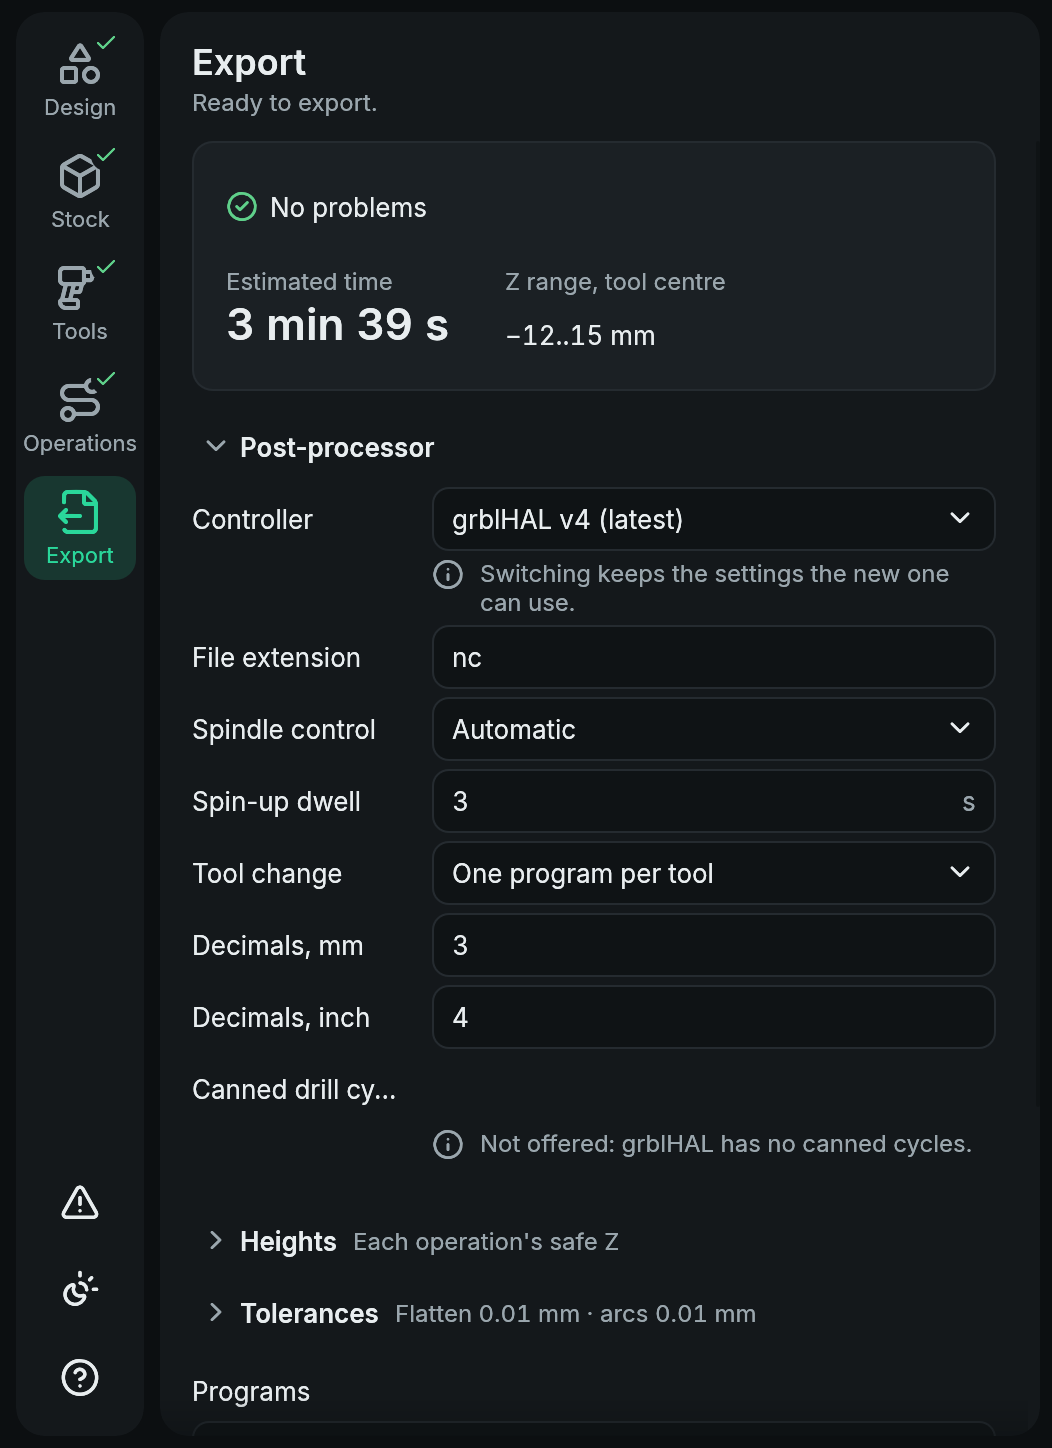 Design
Stock
Tools
Operations
Export
Export
Ready to export.
No problems
Estimated time
3 min 39 s
Z range, tool centre
−12..15 mm
Post-processor
Controller
grblHAL v4 (latest)
Switching keeps the settings the new one
can use.
File extension
nc
Spindle control
Automatic
Spin-up dwell
3
s
Tool change
One program per tool
Decimals, mm
3
Decimals, inch
4
Canned drill cy...
Not offered: grblHAL has no canned cycles.
Heights Each operation's safe Z
Tolerances Flatten 0.01 mm · arcs 0.01 mm
Programs